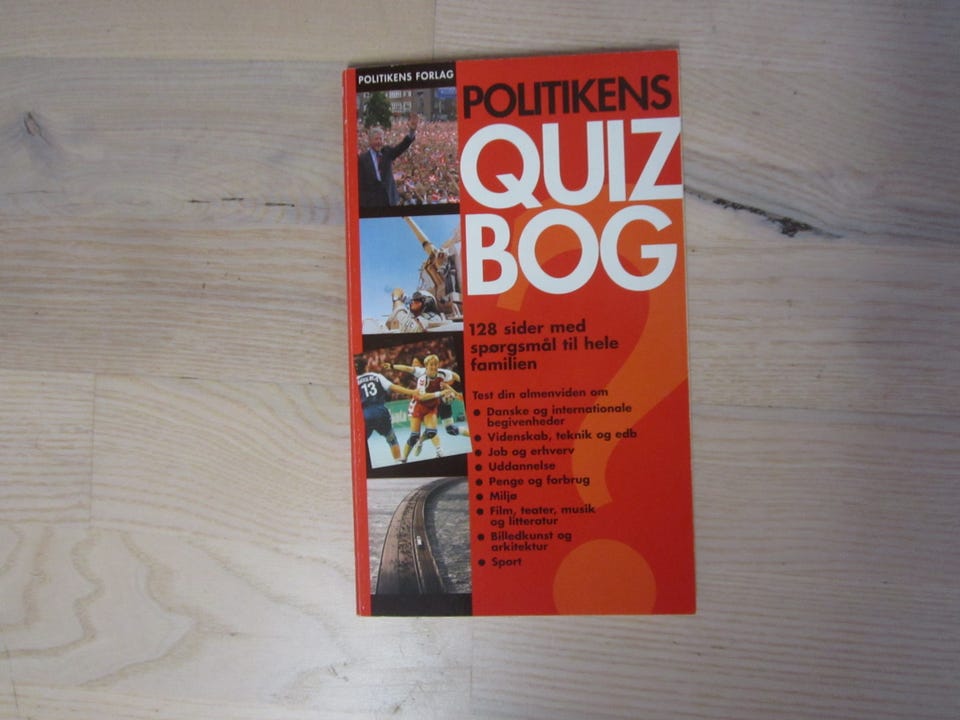 POLITIKENS FORLAG
POLITIKENS
QUIZ
BOG
128 sider med
spørgsmål til hele
familien
Test din almenviden om
• Danske og internationale
begivenheder
• Videnskab, teknik og edb
• Job og erhverv
• Uddannelse
• Penge og forbrug
• Miljø
• Film, teater, musik
og litteratur
• Billedkunst og
arkitektur
• Sport
13